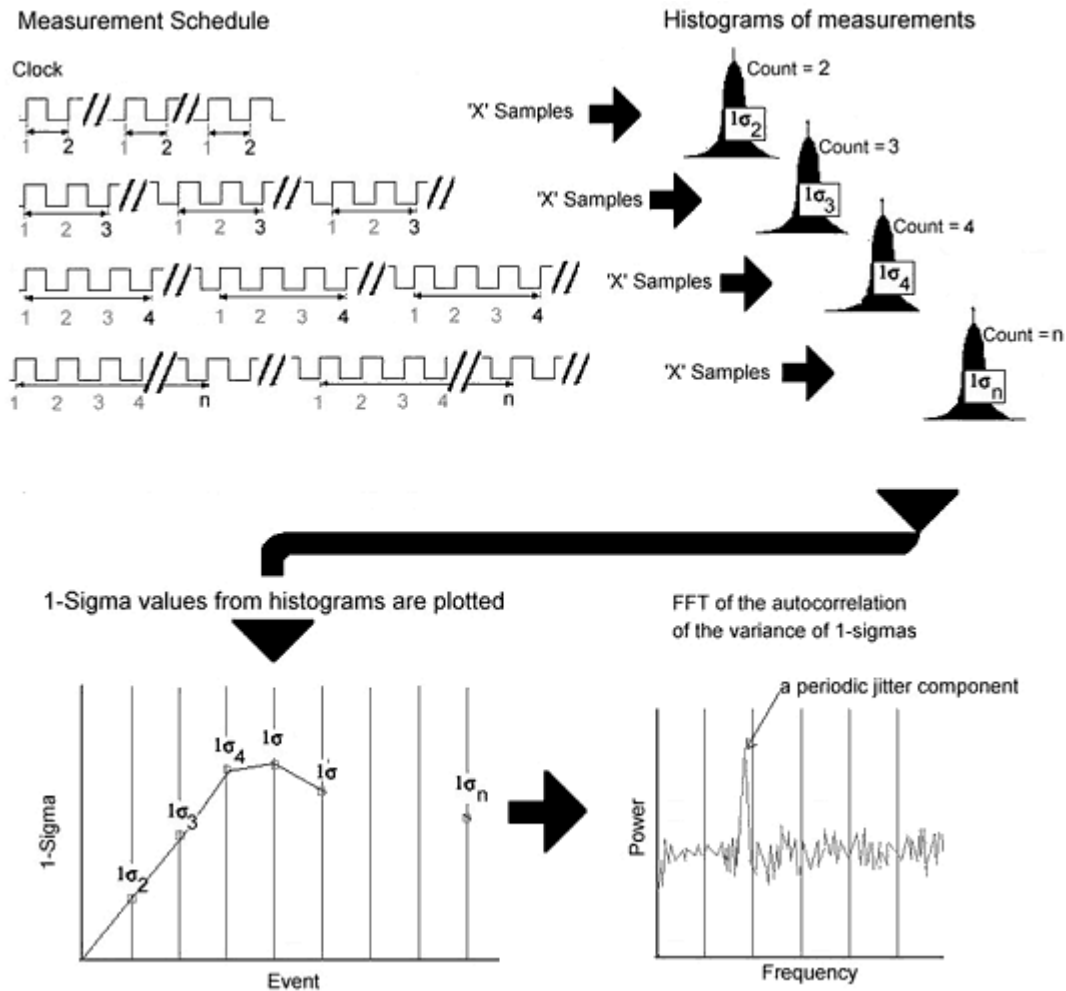 Measurement Schedule
Histograms of measurements
Clock
1 2 1 2 1 2
'X' Samples
Count = 2
1σ2
1 2 3 1 2 3 1 2 3
'X' Samples
Count = 3
1σ3
1 2 3 4 1 2 3 4 1 2 3 4
'X' Samples
Count = 4
1σ4
1 2 3 4 n 1 2 3 4 n
'X' Samples
Count = n
1σn
1-Sigma values from histograms are plotted
FFT of the autocorrelation
of the variance of 1-sigmas
a periodic jitter component
1-Sigma
1σ2
1σ3
1σ4
1σ
1σ
1σn
Event
Power
Frequency